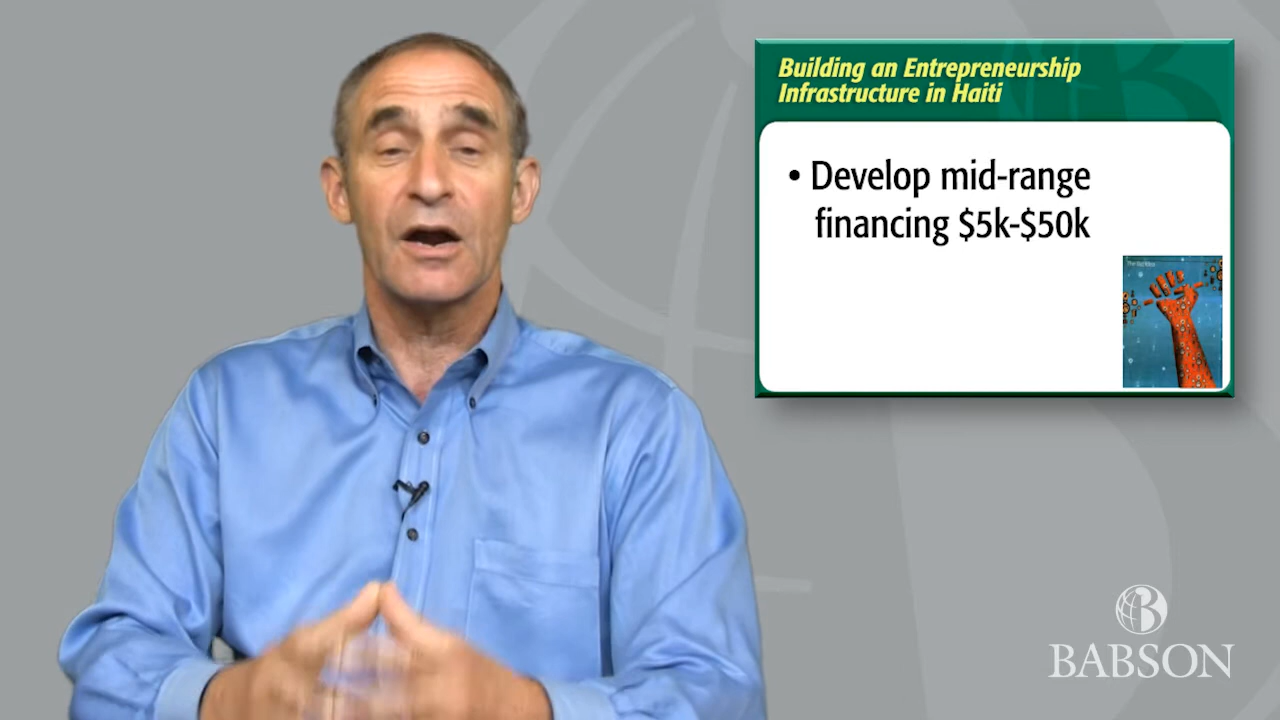 Building an Entrepreneurship
Infrastructure in Haiti
• Develop mid-range
financing $5k-$50k
BABSON